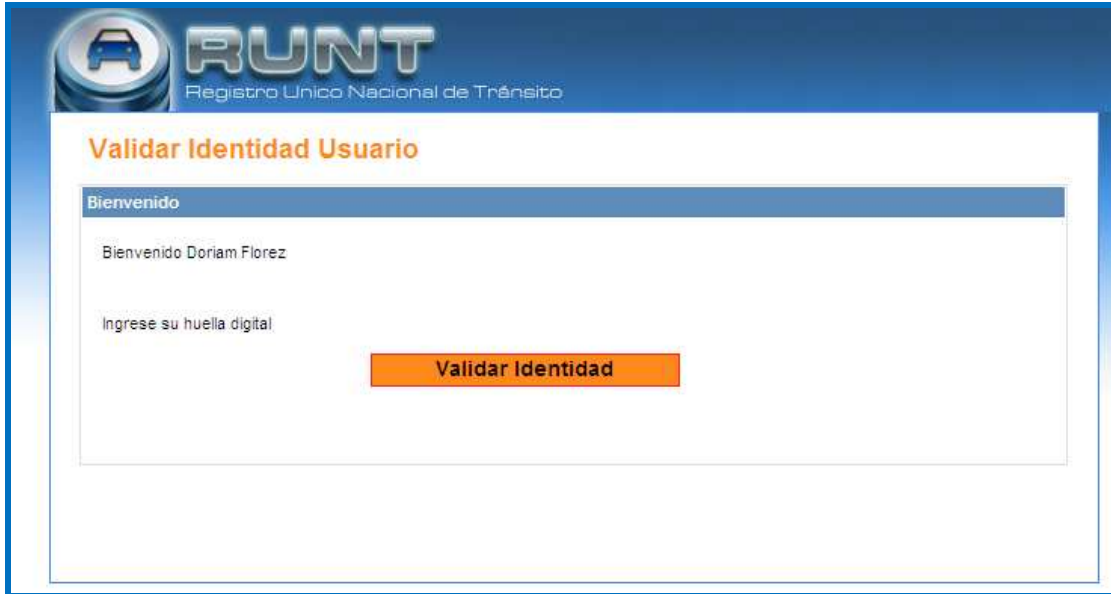 RUNT
Registro Unico Nacional de Tránsito
Validar Identidad Usuario
Bienvenido
Bienvenido Doriam Florez
Ingrese su huella digital
Validar Identidad